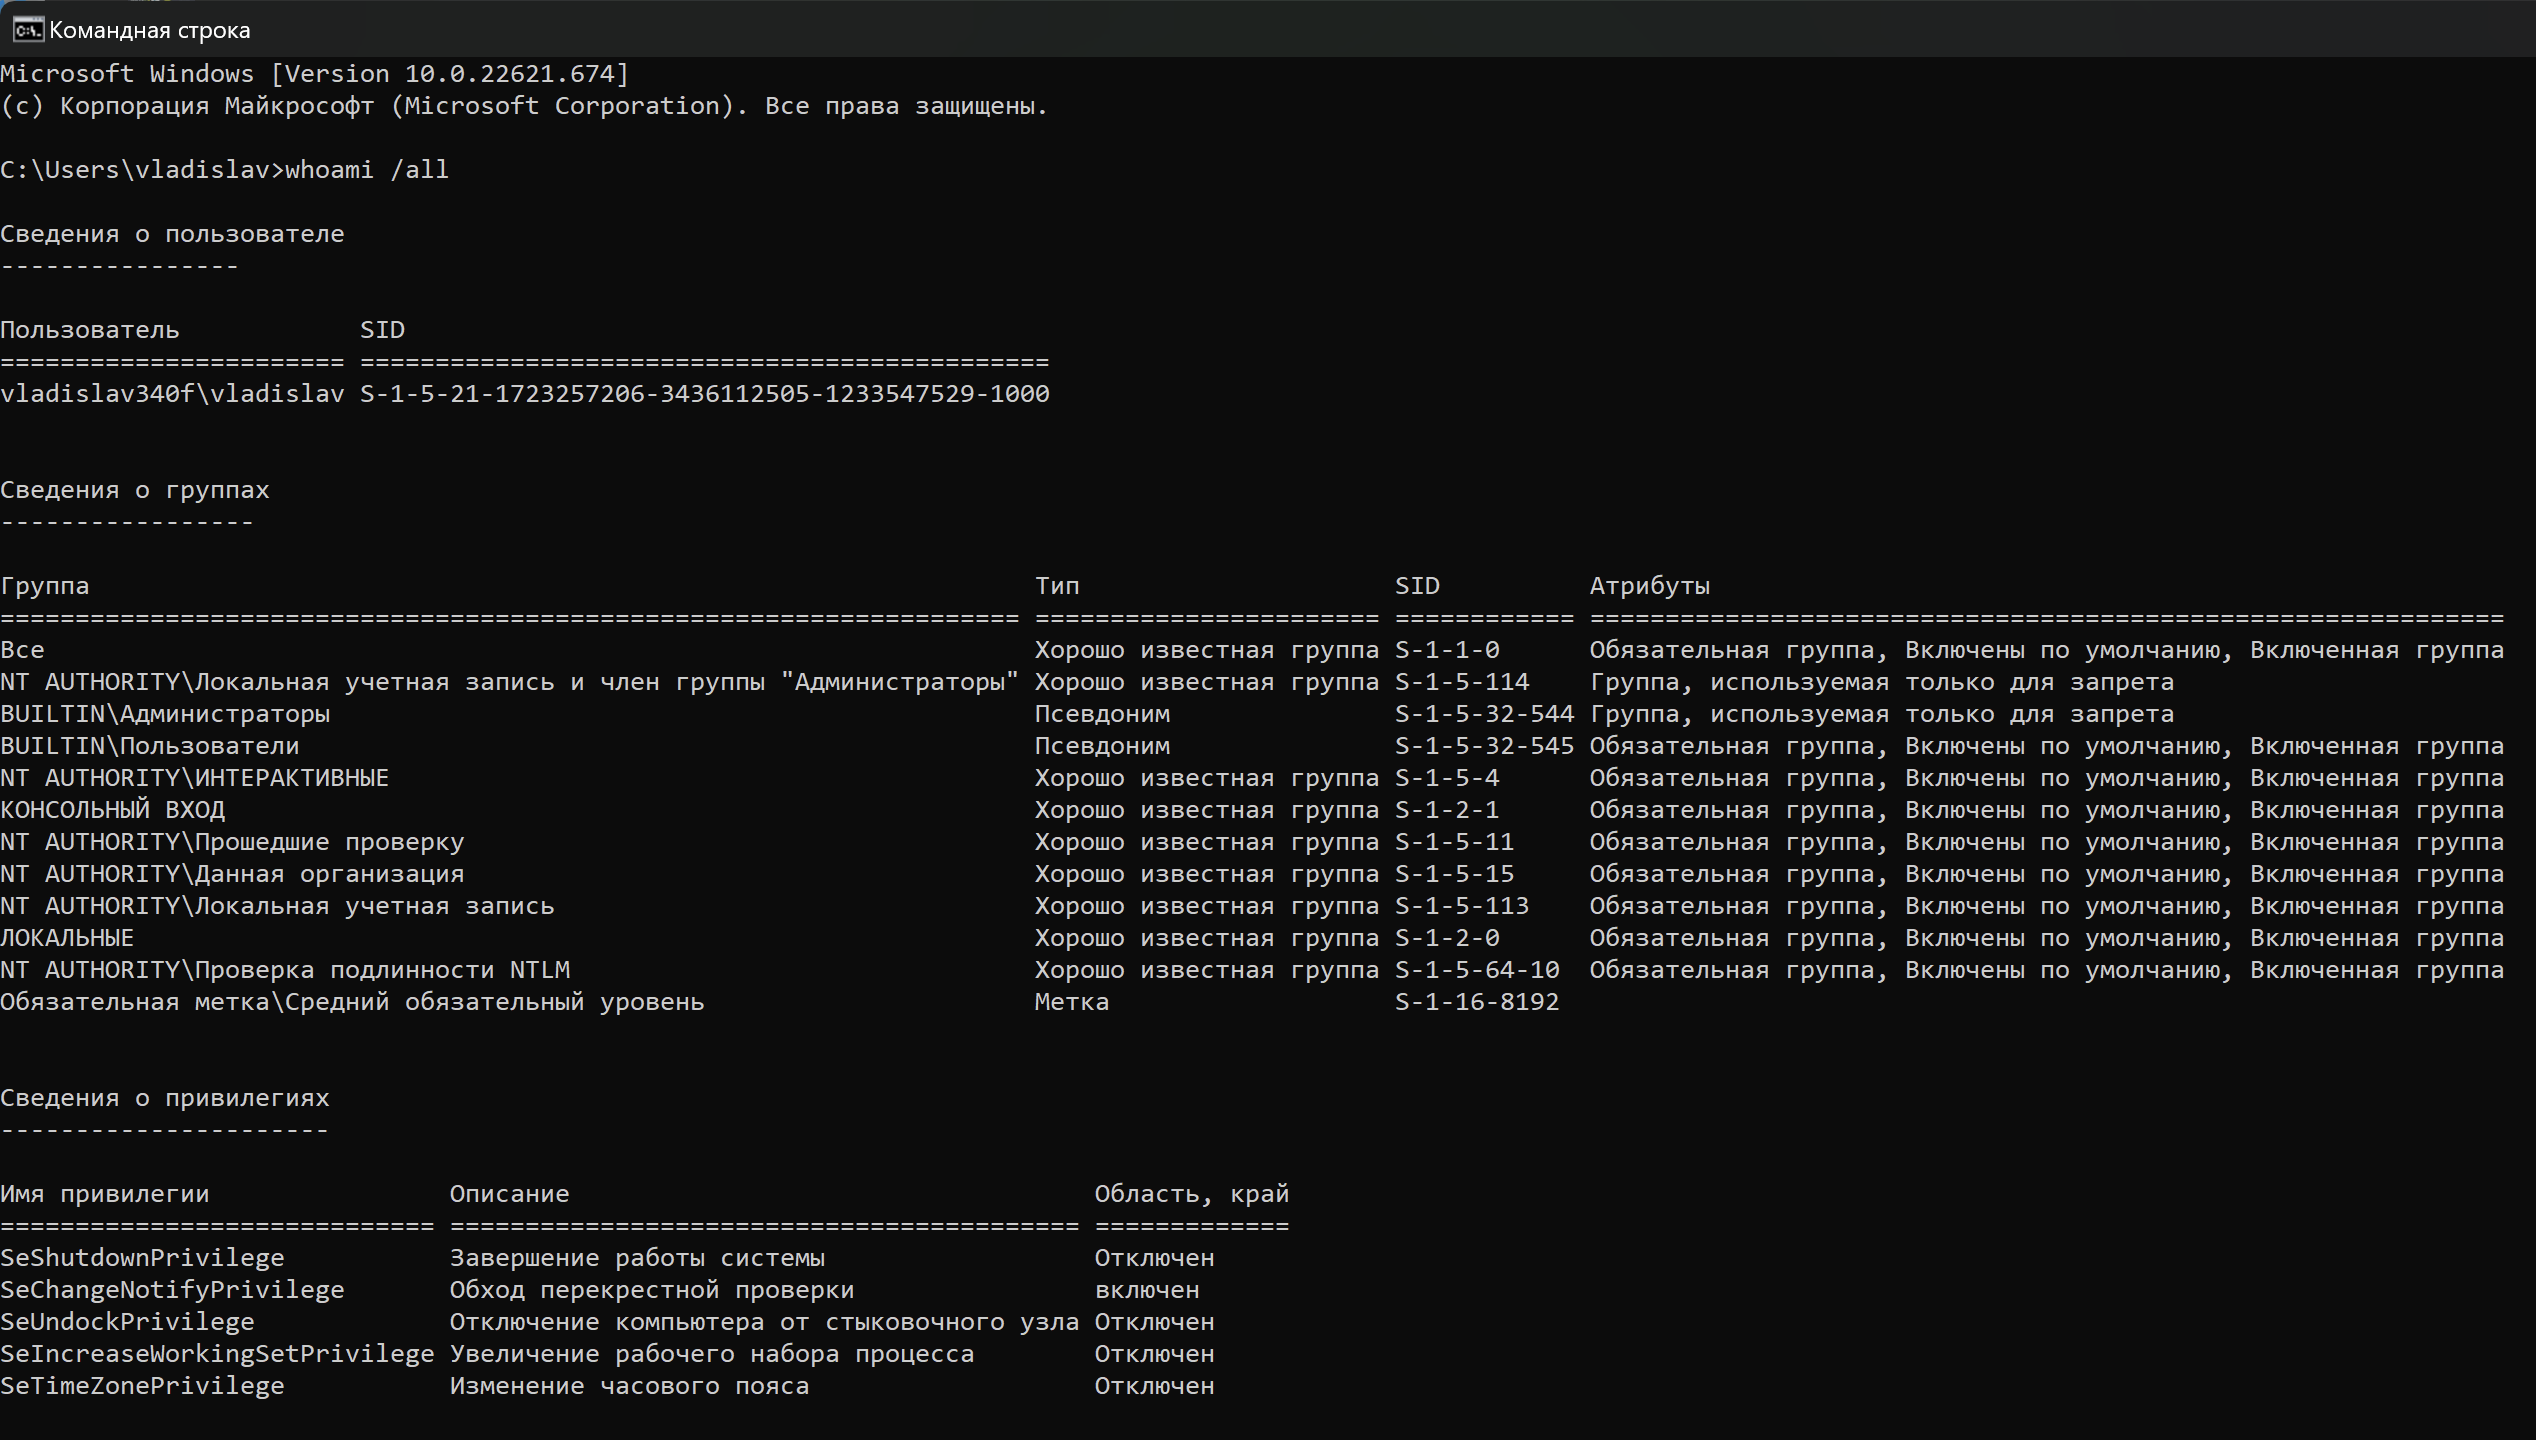 Командная строка
Microsoft Windows [Version 10.0.22621.674]
(c) Корпорация Майкрософт (Microsoft Corporation). Все права защищены.
C:\Users\vladislav>whoami /all
Сведения о пользователе
----------------
Пользователь            SID
======================= ==============================================
vladislav340f\vladislav S-1-5-21-1723257206-3436112505-1233547529-1000
Сведения о группах
-----------------
Группа                                                               Тип                     SID          Атрибуты
==================================================================== ======================= ============ =============================================================
Все                                                                  Хорошо известная группа S-1-1-0      Обязательная группа, Включены по умолчанию, Включенная группа
NT AUTHORITY\Локальная учетная запись и член группы "Администраторы" Хорошо известная группа S-1-5-114    Группа, используемая только для запрета
BUILTIN\Администраторы                                               Псевдоним               S-1-5-32-544 Группа, используемая только для запрета
BUILTIN\Пользователи                                                 Псевдоним               S-1-5-32-545 Обязательная группа, Включены по умолчанию, Включенная группа
NT AUTHORITY\ИНТЕРАКТИВНЫЕ                                           Хорошо известная группа S-1-5-4      Обязательная группа, Включены по умолчанию, Включенная группа
КОНСОЛЬНЫЙ ВХОД                                                      Хорошо известная группа S-1-2-1      Обязательная группа, Включены по умолчанию, Включенная группа
NT AUTHORITY\Прошедшие проверку                                      Хорошо известная группа S-1-5-11     Обязательная группа, Включены по умолчанию, Включенная группа
NT AUTHORITY\Данная организация                                      Хорошо известная группа S-1-5-15     Обязательная группа, Включены по умолчанию, Включенная группа
NT AUTHORITY\Локальная учетная запись                                Хорошо известная группа S-1-5-113    Обязательная группа, Включены по умолчанию, Включенная группа
ЛОКАЛЬНЫЕ                                                            Хорошо известная группа S-1-2-0      Обязательная группа, Включены по умолчанию, Включенная группа
NT AUTHORITY\Проверка подлинности NTLM                               Хорошо известная группа S-1-5-64-10  Обязательная группа, Включены по умолчанию, Включенная группа
Обязательная метка\Средний обязательный уровень                      Метка                   S-1-16-8192
Сведения о привилегиях
----------------------
Имя привилегии                Описание                                   Область, край
============================= ========================================== =============
SeShutdownPrivilege           Завершение работы системы                  Отключен
SeChangeNotifyPrivilege       Обход перекрестной проверки                включен
SeUndockPrivilege             Отключение компьютера от стыковочного узла Отключен
SeIncreaseWorkingSetPrivilege Увеличение рабочего набора процесса        Отключен
SeTimeZonePrivilege           Изменение часового пояса                   Отключен